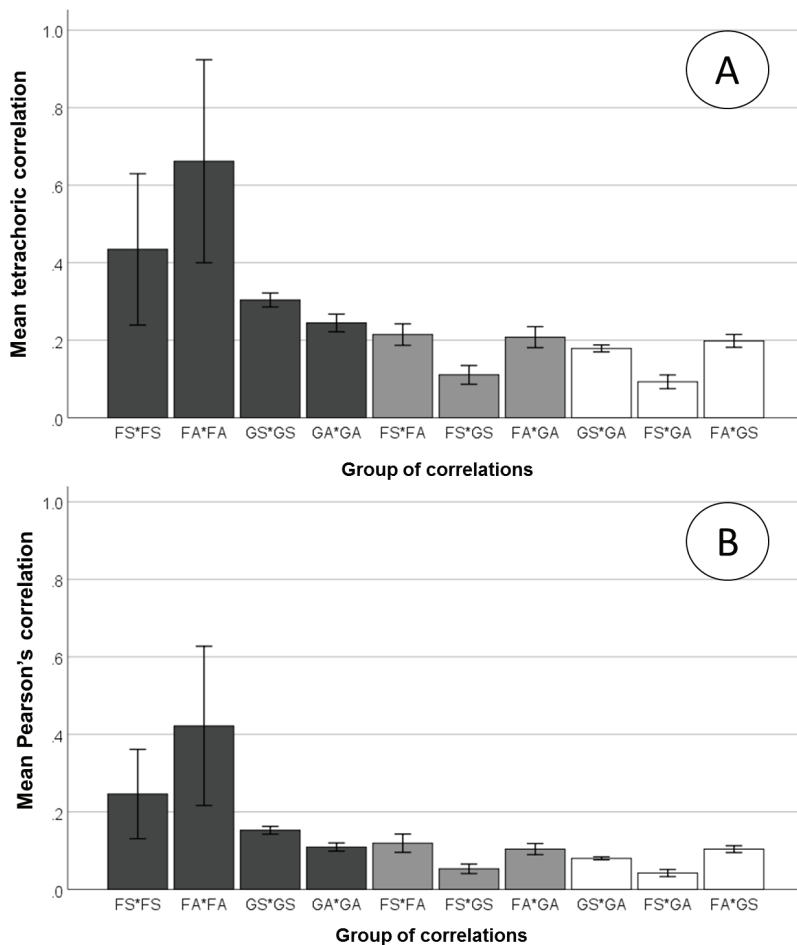 A
Mean tetrachoric correlation
1.0
.8
.6
.4
.2
.0
FS*FS FA*FA GS*GS GA*GA FS*FA FS*GS FA*GA GS*GA FS*GA FA*GS
Group of correlations
B
Mean Pearson's correlation
1.0
.8
.6
.4
.2
.0
FS*FS FA*FA GS*GS GA*GA FS*FA FS*GS FA*GA GS*GA FS*GA FA*GS
Group of correlations